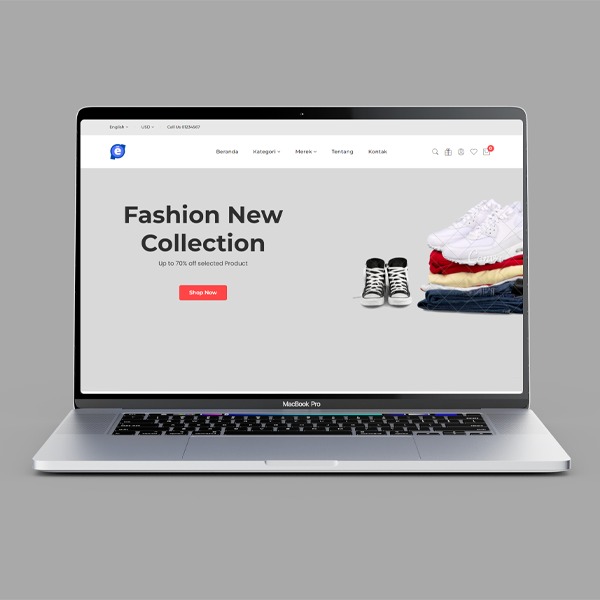 English USD Call Us 01234567
e
Beranda Kategori Merek Tentang Kontak
Fashion New
Collection
Up to 70% off selected Product
Shop Now
MacBook Pro